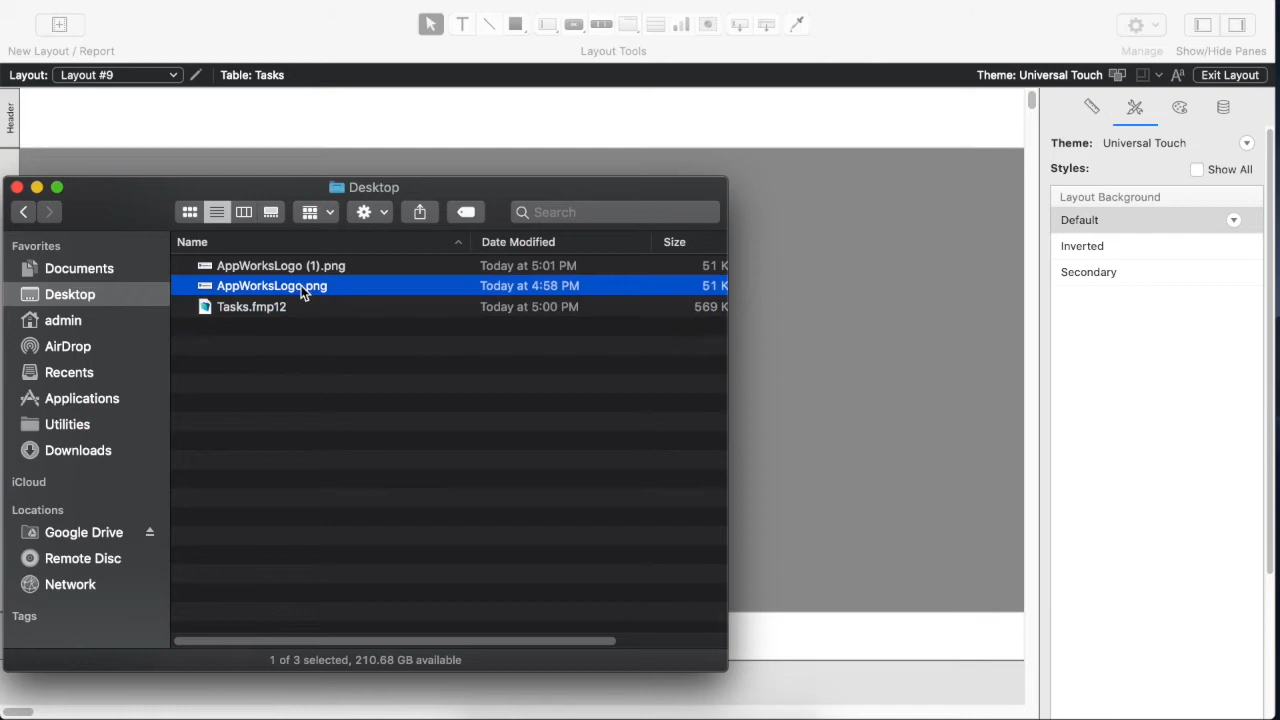 New Layout / Report
Layout Tools
Manage
Show/Hide Panes
Layout: Layout #9
Table: Tasks
Theme: Universal Touch
Exit Layout
Header
Theme: Universal Touch
Styles:
Show All
Layout Background
Default
Inverted
Secondary
Desktop
Search
Favorites
Documents
Desktop
admin
AirDrop
Recents
Applications
Utilities
Downloads
iCloud
Locations
Google Drive
Remote Disc
Network
Tags
Name Date Modified Size
AppWorksLogo (1).png Today at 5:01 PM 51 K
AppWorksLogo.png Today at 4:58 PM 51 K
Tasks.fmp12 Today at 5:00 PM 569 K
1 of 3 selected, 210.68 GB available